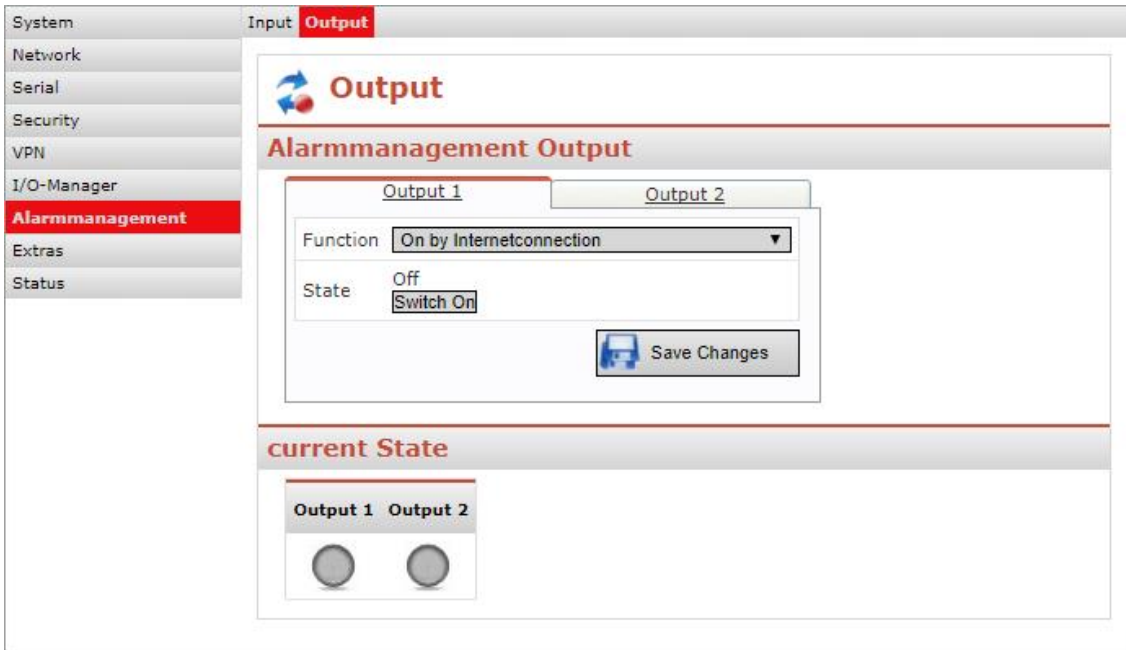 System
Network
Serial
Security
VPN
I/O-Manager
Alarmmanagement
Extras
Status
Input Output
Output
Alarmmanagement Output
Output 1 Output 2
Function On by Internetconnection
State Off
Switch On
Save Changes
current State
Output 1 Output 2